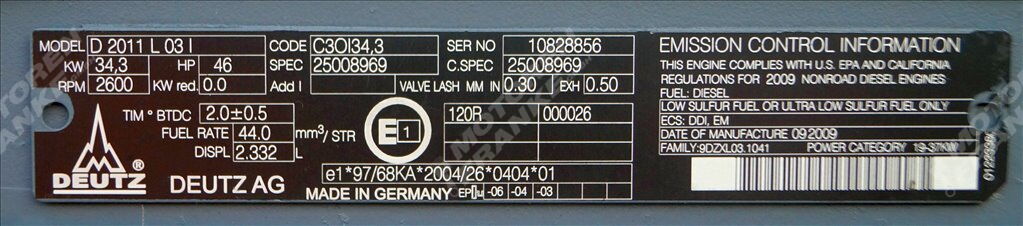 MODEL D 2011 L 03 I CODE C3OI34,3 SER NO 10828856
KW 34,3 HP 46 SPEC 25008969 C.SPEC 25008969
RPM 2600 KW red. 0.0 Add I VALVE LASH MM IN 0.30 EXH 0.50
TIM ° BTDC 2.0±0.5
FUEL RATE 44.0 mm³/STR
DISPL 2.332 L
E 1
120R 000026
e1*97/68KA*2004/26*0404*01
DEUTZ ®
DEUTZ AG
MADE IN GERMANY -06 -04 -03
EMISSION CONTROL INFORMATION
THIS ENGINE COMPLIES WITH U.S. EPA AND CALIFORNIA
REGULATIONS FOR 2009 NONROAD DIESEL ENGINES
FUEL: DIESEL
LOW SULFUR FUEL OR ULTRA LOW SULFUR FUEL ONLY
ECS: DDI, EM
DATE OF MANUFACTURE 09 2009
FAMILY: 9DZXL03.1041 POWER CATEGORY 19-37KW